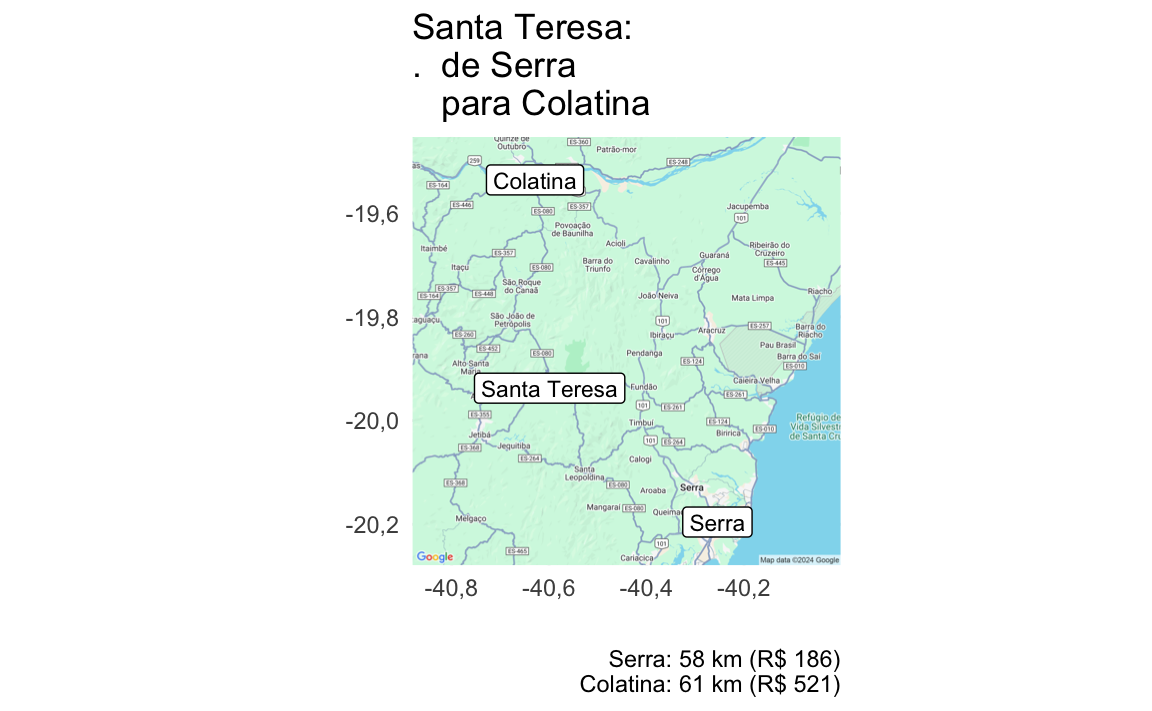 Santa Teresa:
.  de Serra
para Colatina
Quinze de
Outubro
ES-360
Patrão-mor
259
ES-248
ES-164
Colatina
ES-446
ES-080
ES-357
Jacupemba
101
-19,6
Povoação
de Baunilha
Acioli
Itaimbé
ES-357
Barra do
Triunfo
Cavalinho
Guaraná
Ribeirão do
Cruzeiro
ES-445
Itaçu
ES-080
Córrego
d'Água
São Roque
do Canaã
ES-357
ES-164
ES-448
João Neiva
Mata Limpa
Riacho
-19,8
São João de
Petrópolis
101
aguaçu
ES-260
Ibiraçu
Aracruz
ES-257
Barra do
Riacho
ES-452
ES-080
Pendanga
Pau Brasil
rana
Alto Santa
Maria
ES-124
Barra do Saí
ES-010
Santa Teresa
Fundão
Caieira Velha
ES-261
101
ES-261
-20,0
ES-355
Timbuí
ES-124
Refúgio de
Vida Silvestr
de Santa Cru
Jetibá
101
ES-264
Biririca
ES-010
ES-368
Jequitiba
ES-264
Calogi
Santa
Leopoldina
ES-368
ES-080
Aroaba
Serra
Mangaraí
ES-080
Queima
-20,2
Melgaço
Serra
101
ES-465
Cariacica
Google
Map data ©2024 Google
-40,8
-40,6
-40,4
-40,2
Serra: 58 km (R$ 186)
Colatina: 61 km (R$ 521)